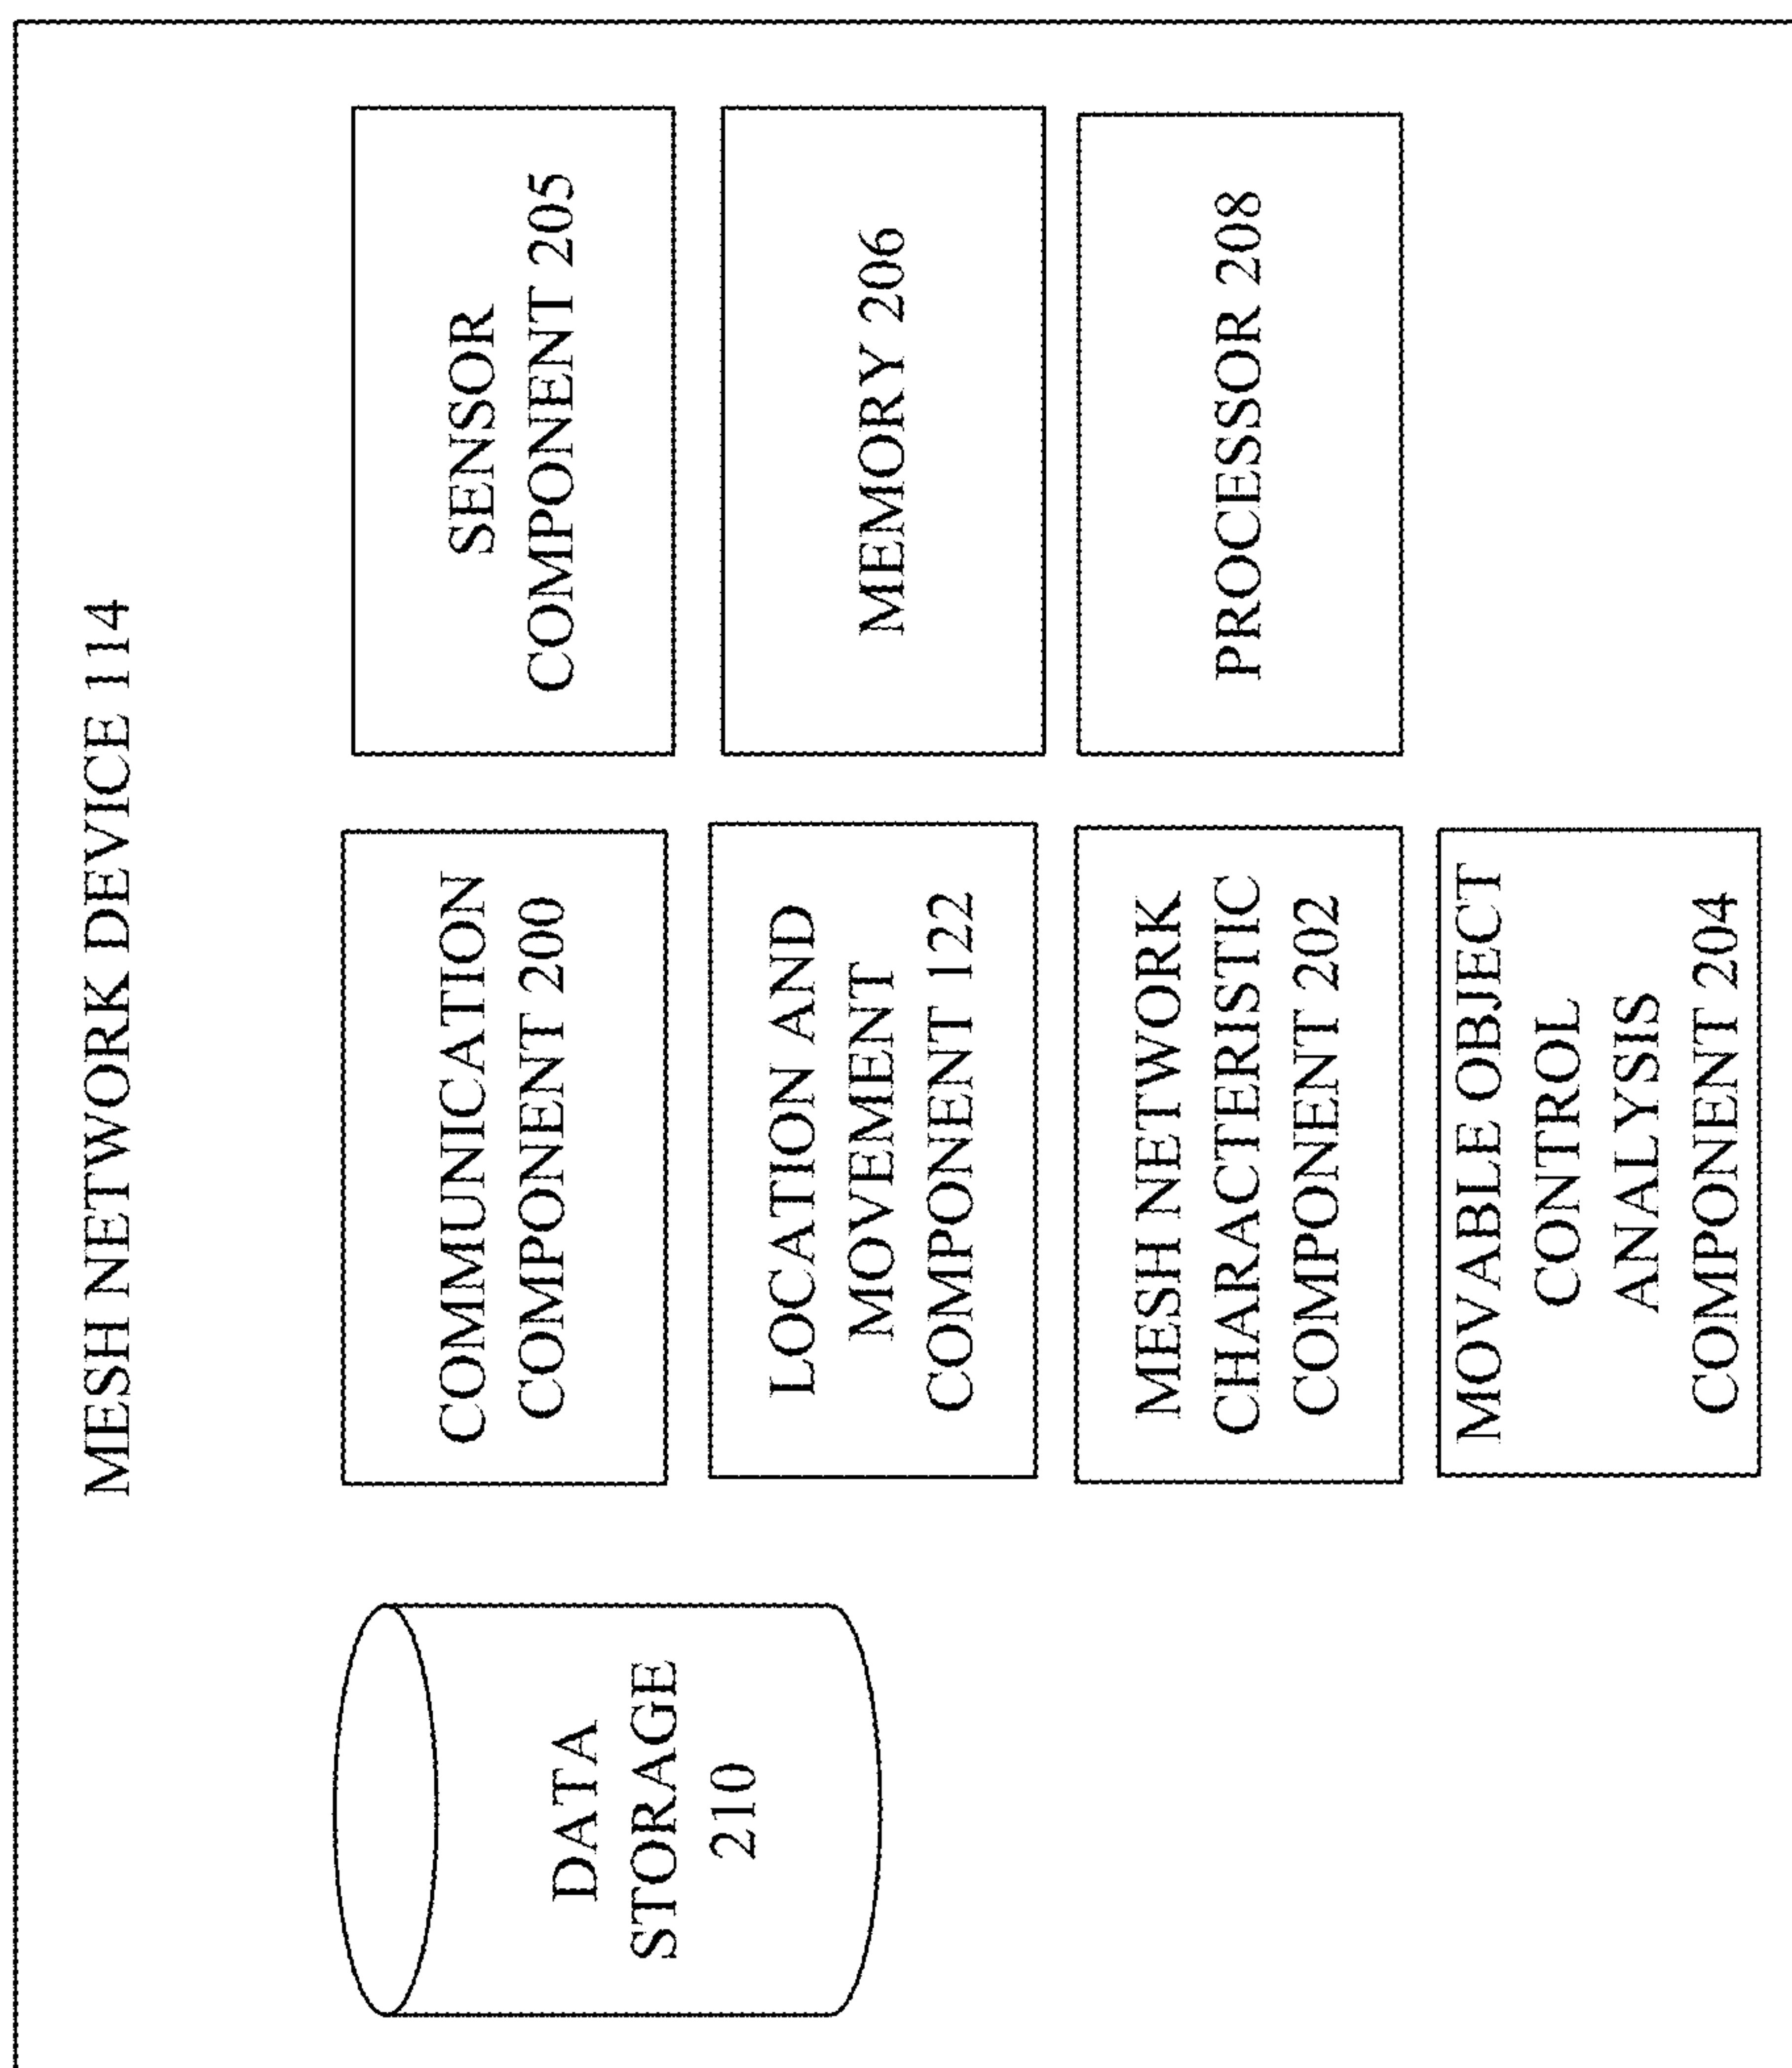 MESH NETWORK DEVICE 114
DATA
STORAGE
210
COMMUNICATION
COMPONENT 200
LOCATION AND
MOVEMENT
COMPONENT 122
MESH NETWORK
CHARACTERISTIC
COMPONENT 202
MOVABLE OBJECT
CONTROL
ANALYSIS
COMPONENT 204
SENSOR
COMPONENT 205
MEMORY 206
PROCESSOR 208